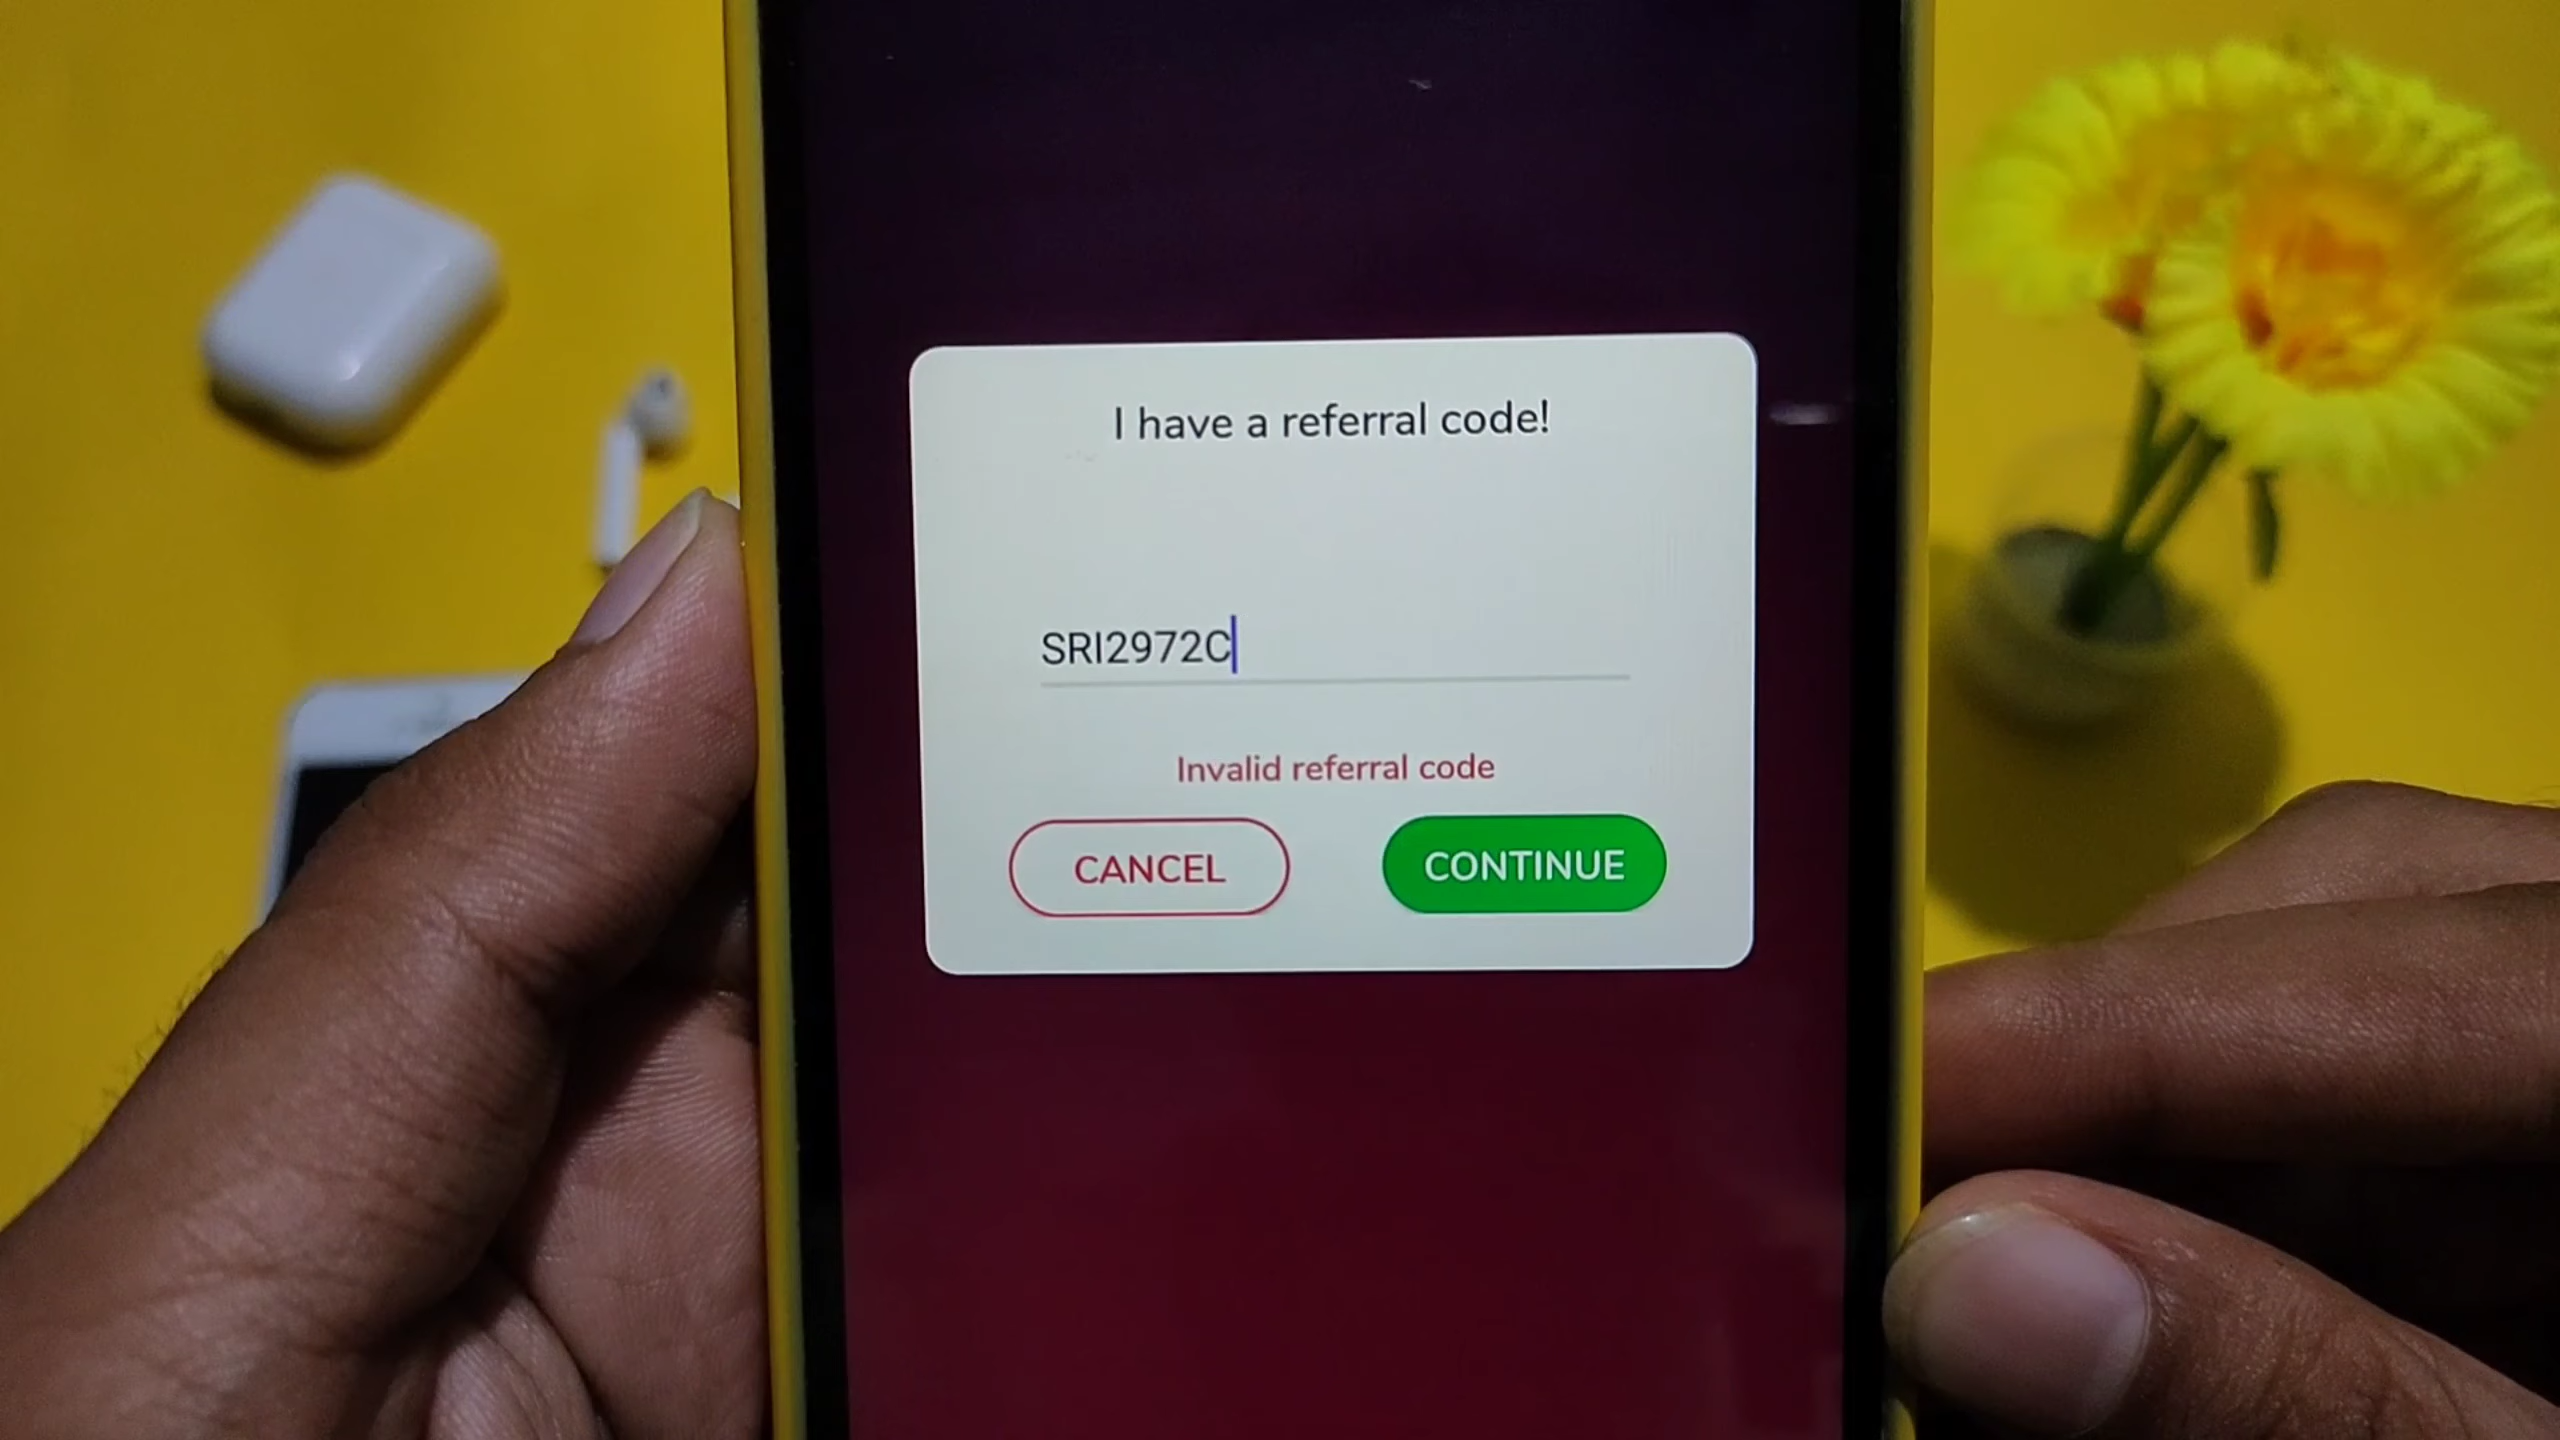 I have a referral code!
SRI2972C
Invalid referral code
CANCEL
CONTINUE